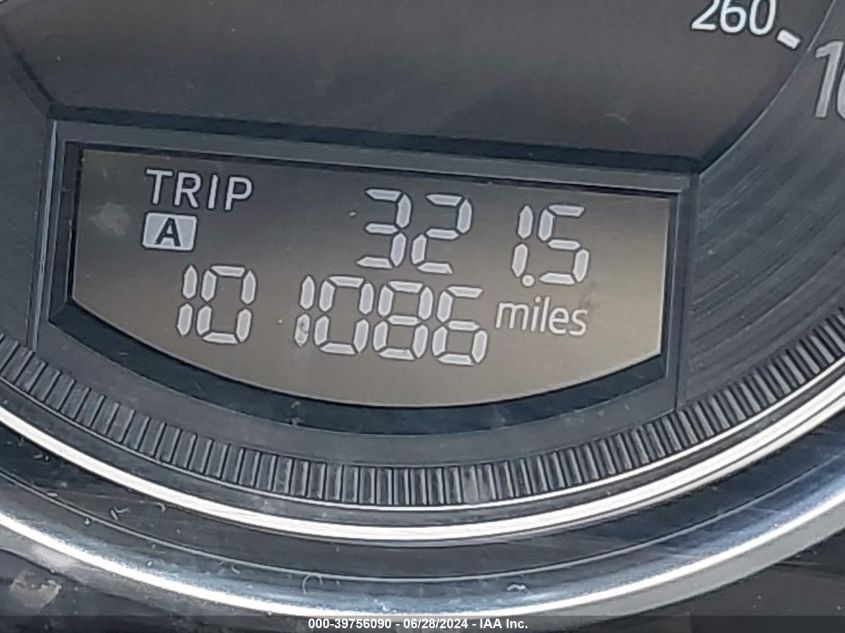 260
TRIP 321.5
A
101086 miles
000-39756090 - 06/28/2024 - IAA Inc.